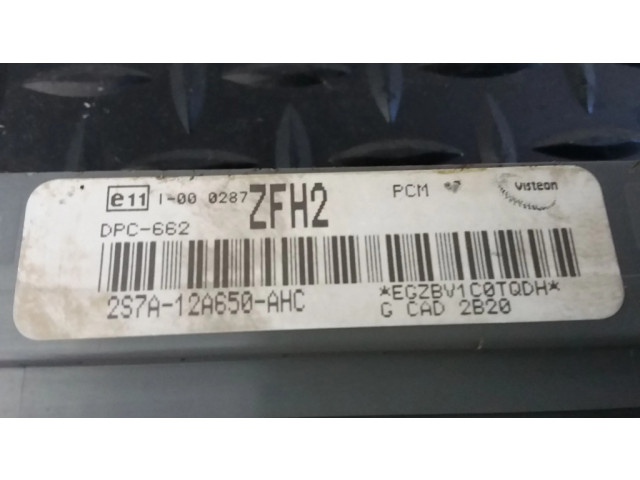 e11 I-00 0287 ZFH2 PCM Visteon
DPC-662
2S7A-12A650-AHC *EGZBV1C0TQDH*
G CAD 2B20